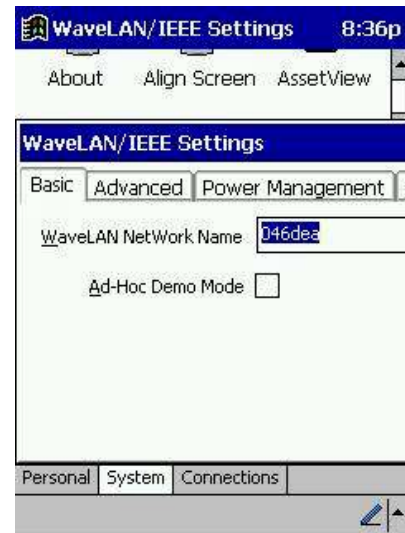 WaveLAN/IEEE Settings 8:36p
About Align Screen AssetView
WaveLAN/IEEE Settings
Basic Advanced Power Management
WaveLAN NetWork Name 046dea
Ad-Hoc Demo Mode
Personal System Connections